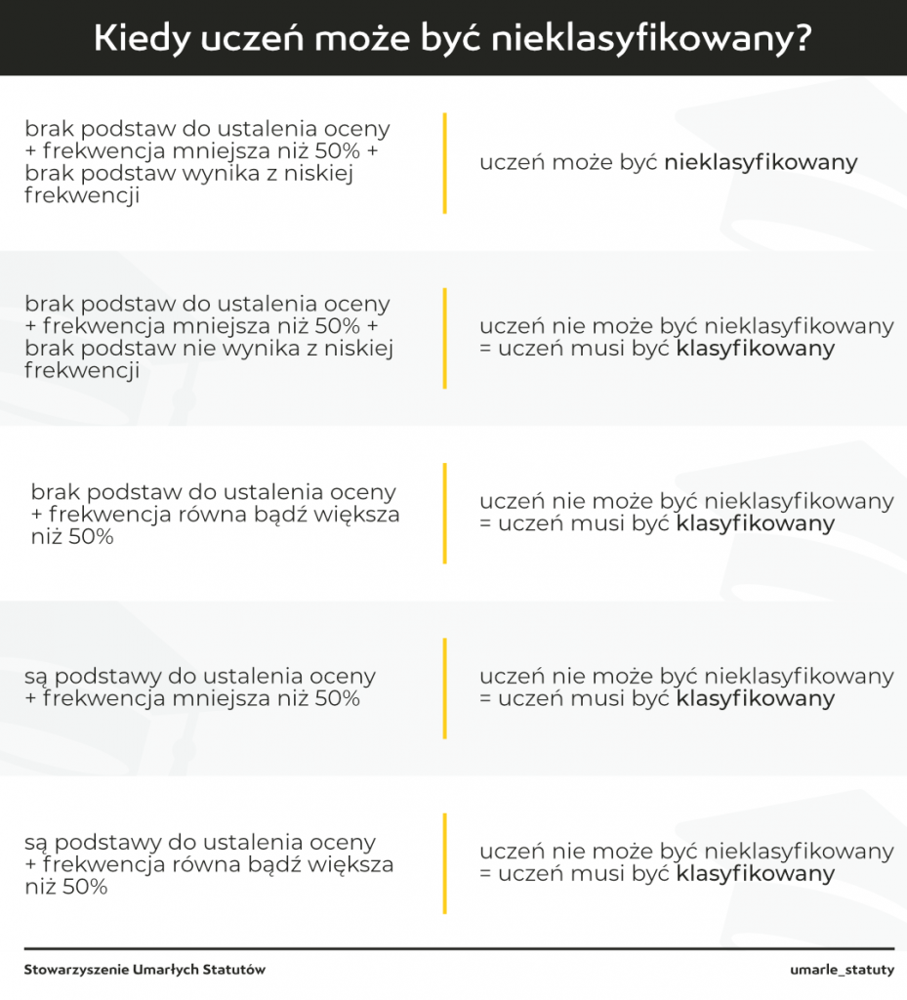 Kiedy uczeń może być nieklasyfikowany?
brak podstaw do ustalenia oceny
+ frekwencja mniejsza niż 50% +
brak podstaw wynika z niskiej
frekwencji
uczeń może być nieklasyfikowany
brak podstaw do ustalenia oceny
+ frekwencja mniejsza niż 50% +
brak podstaw nie wynika z niskiej
frekwencji
uczeń nie może być nieklasyfikowany
= uczeń musi być klasyfikowany
brak podstaw do ustalenia oceny
+ frekwencja równa bądź większa
niż 50%
uczeń nie może być nieklasyfikowany
= uczeń musi być klasyfikowany
są podstawy do ustalenia oceny
+ frekwencja mniejsza niż 50%
uczeń nie może być nieklasyfikowany
= uczeń musi być klasyfikowany
są podstawy do ustalenia oceny
+ frekwencja równa bądź większa
niż 50%
uczeń nie może być nieklasyfikowany
= uczeń musi być klasyfikowany
Stowarzyszenie Umarłych Statutów
umarle_statuty